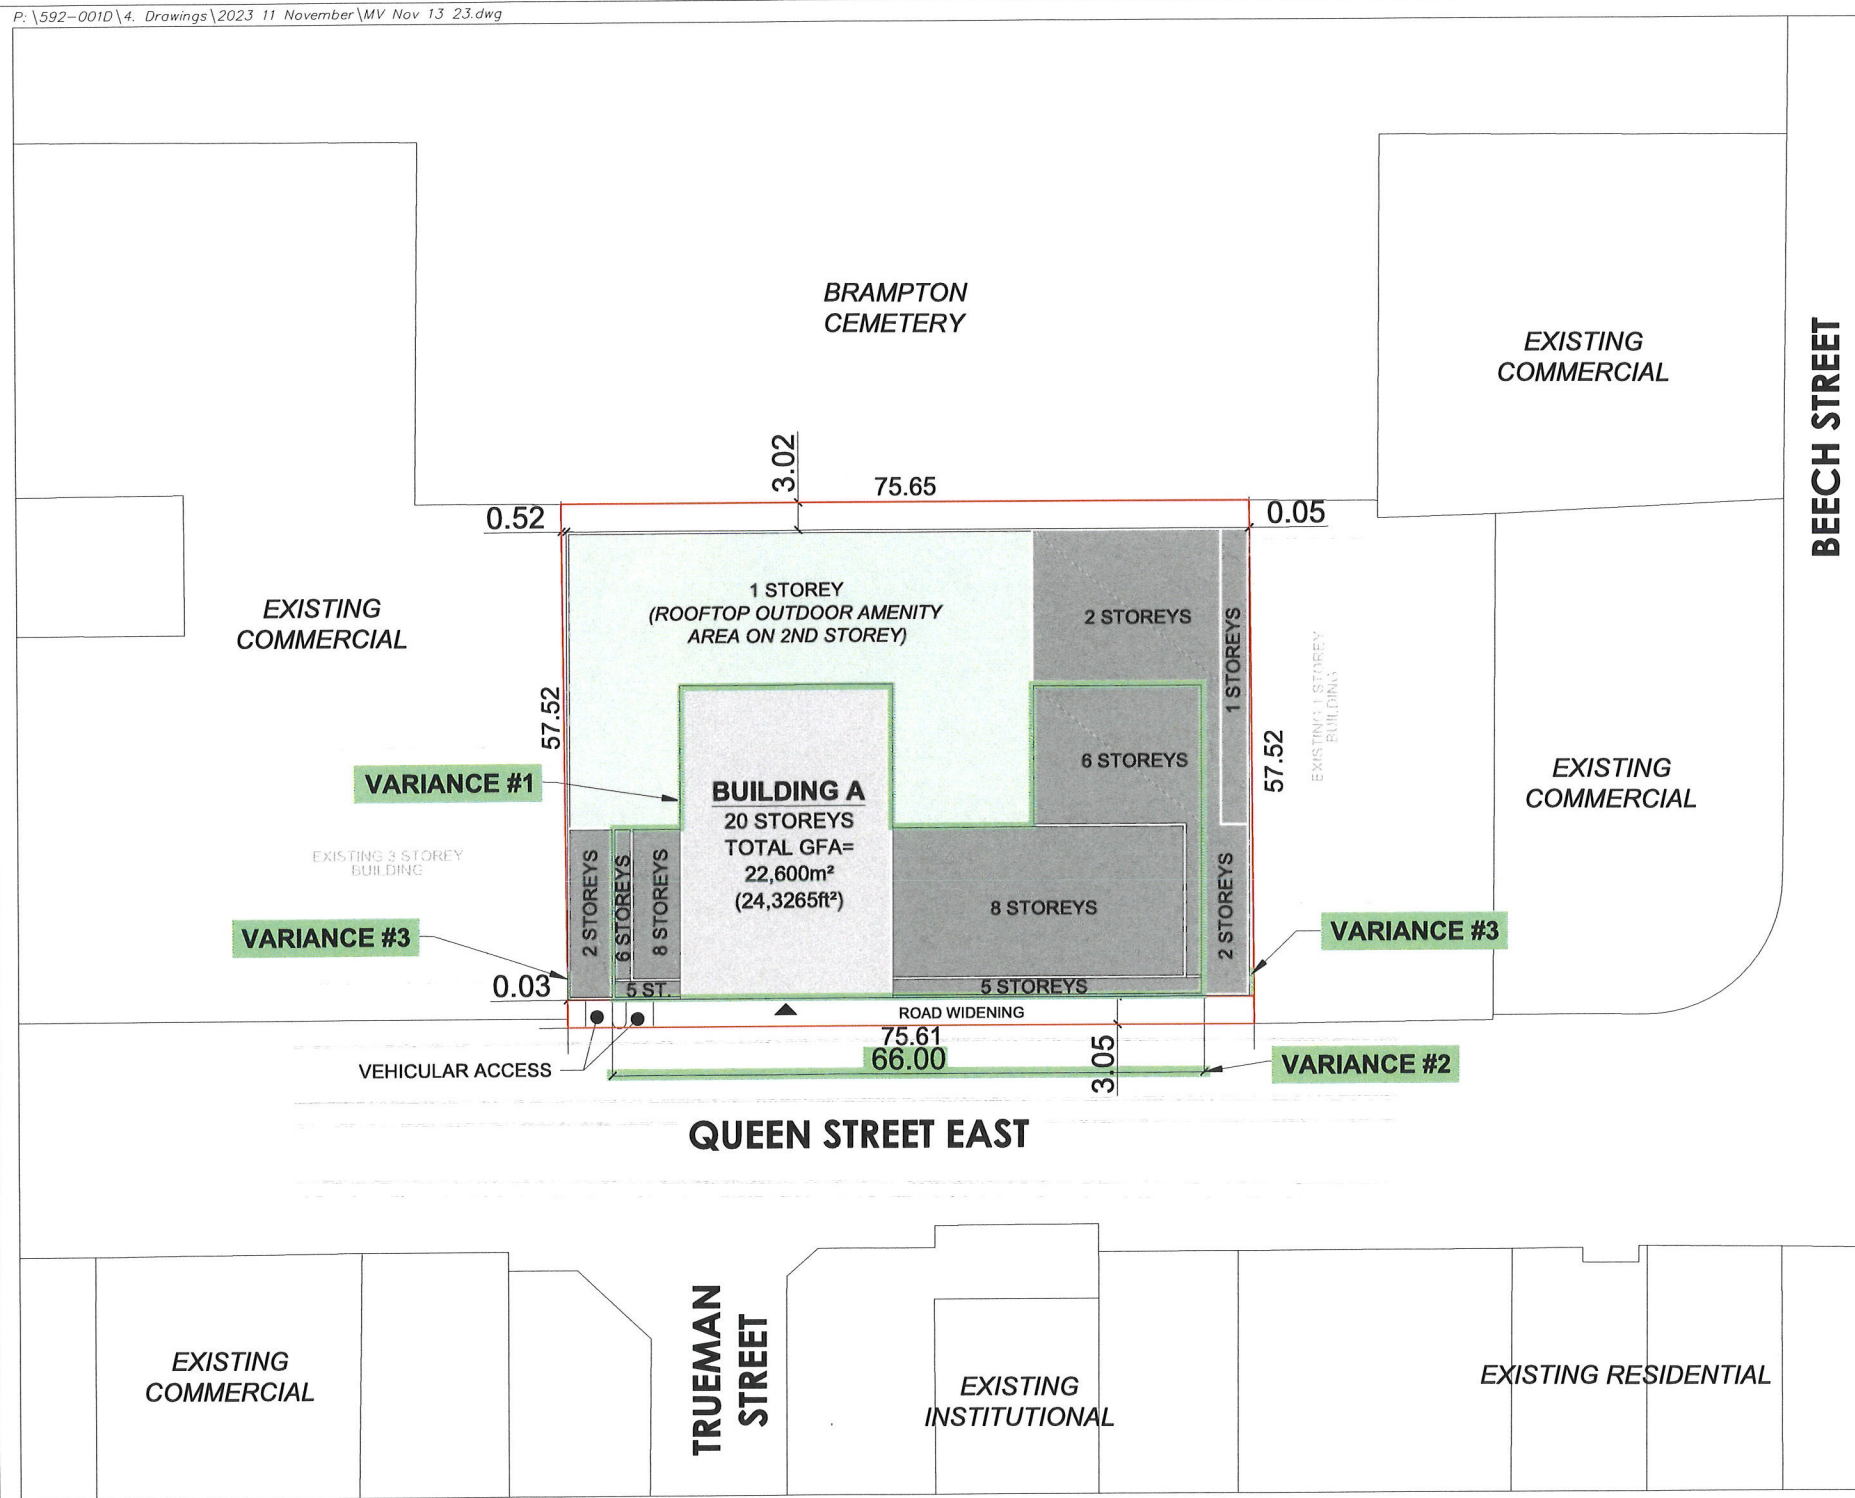 P:\592-001D\4. Drawings\2023 11 November\MV Nov 13 23.dwg
BRAMPTON
CEMETERY
EXISTING
COMMERCIAL
BEECH STREET
3.02
75.65
0.52
0.05
1 STOREY
(ROOFTOP OUTDOOR AMENITY
AREA ON 2ND STOREY)
2 STOREYS
1 STOREYS
EXISTING
COMMERCIAL
57.52
EXISTING 1 STOREY
BUILDING
57.52
6 STOREYS
EXISTING
COMMERCIAL
VARIANCE #1
BUILDING A
20 STOREYS
TOTAL GFA=
22,600m²
(24,3265ft²)
EXISTING 3 STOREY
BUILDING
2 STOREYS
6 STOREYS
8 STOREYS
8 STOREYS
2 STOREYS
VARIANCE #3
VARIANCE #3
0.03
5 ST.
5 STOREYS
ROAD WIDENING
75.61
66.00
3.05
VEHICULAR ACCESS
VARIANCE #2
QUEEN STREET EAST
TRUEMAN
STREET
EXISTING
COMMERCIAL
EXISTING
INSTITUTIONAL
EXISTING RESIDENTIAL